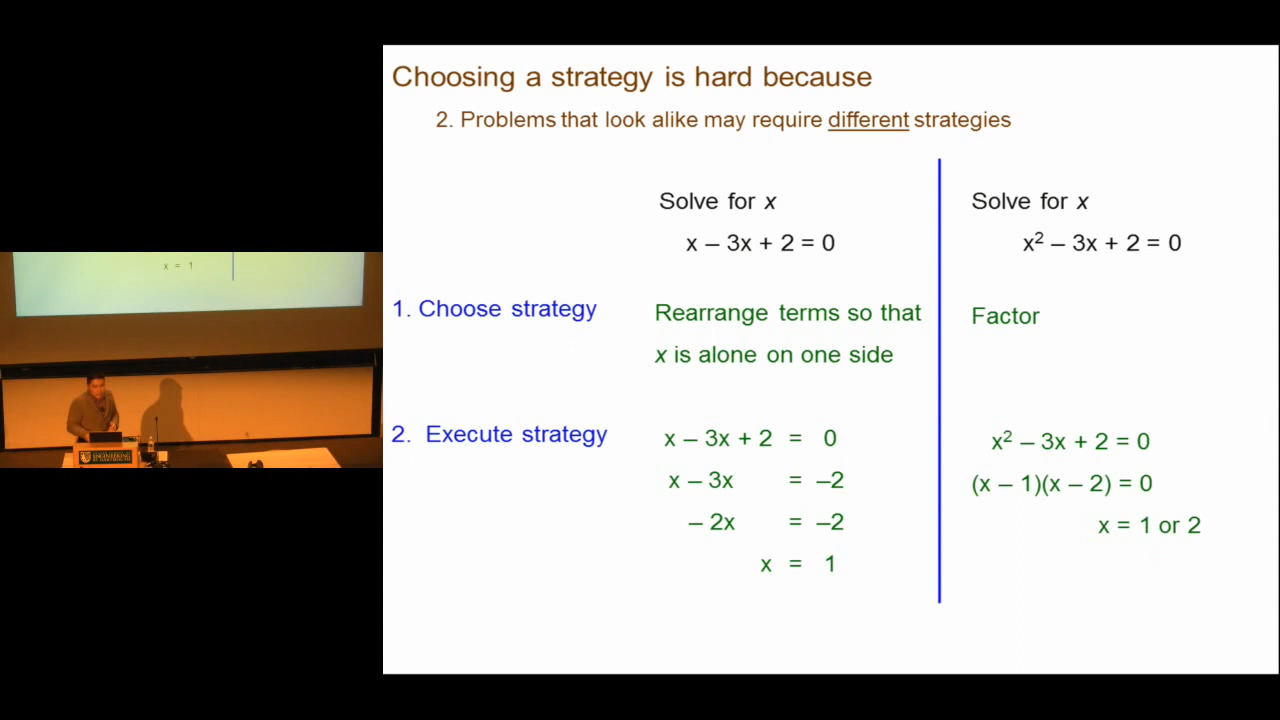 Choosing a strategy is hard because
2. Problems that look alike may require different strategies
Solve for x
x – 3x + 2 = 0
Solve for x
x² – 3x + 2 = 0
1. Choose strategy
Rearrange terms so that
x is alone on one side
Factor
2. Execute strategy
x – 3x + 2 = 0
x – 3x = –2
– 2x = –2
x = 1
x² – 3x + 2 = 0
(x – 1)(x – 2) = 0
x = 1 or 2
x = 1
ENGINEERING